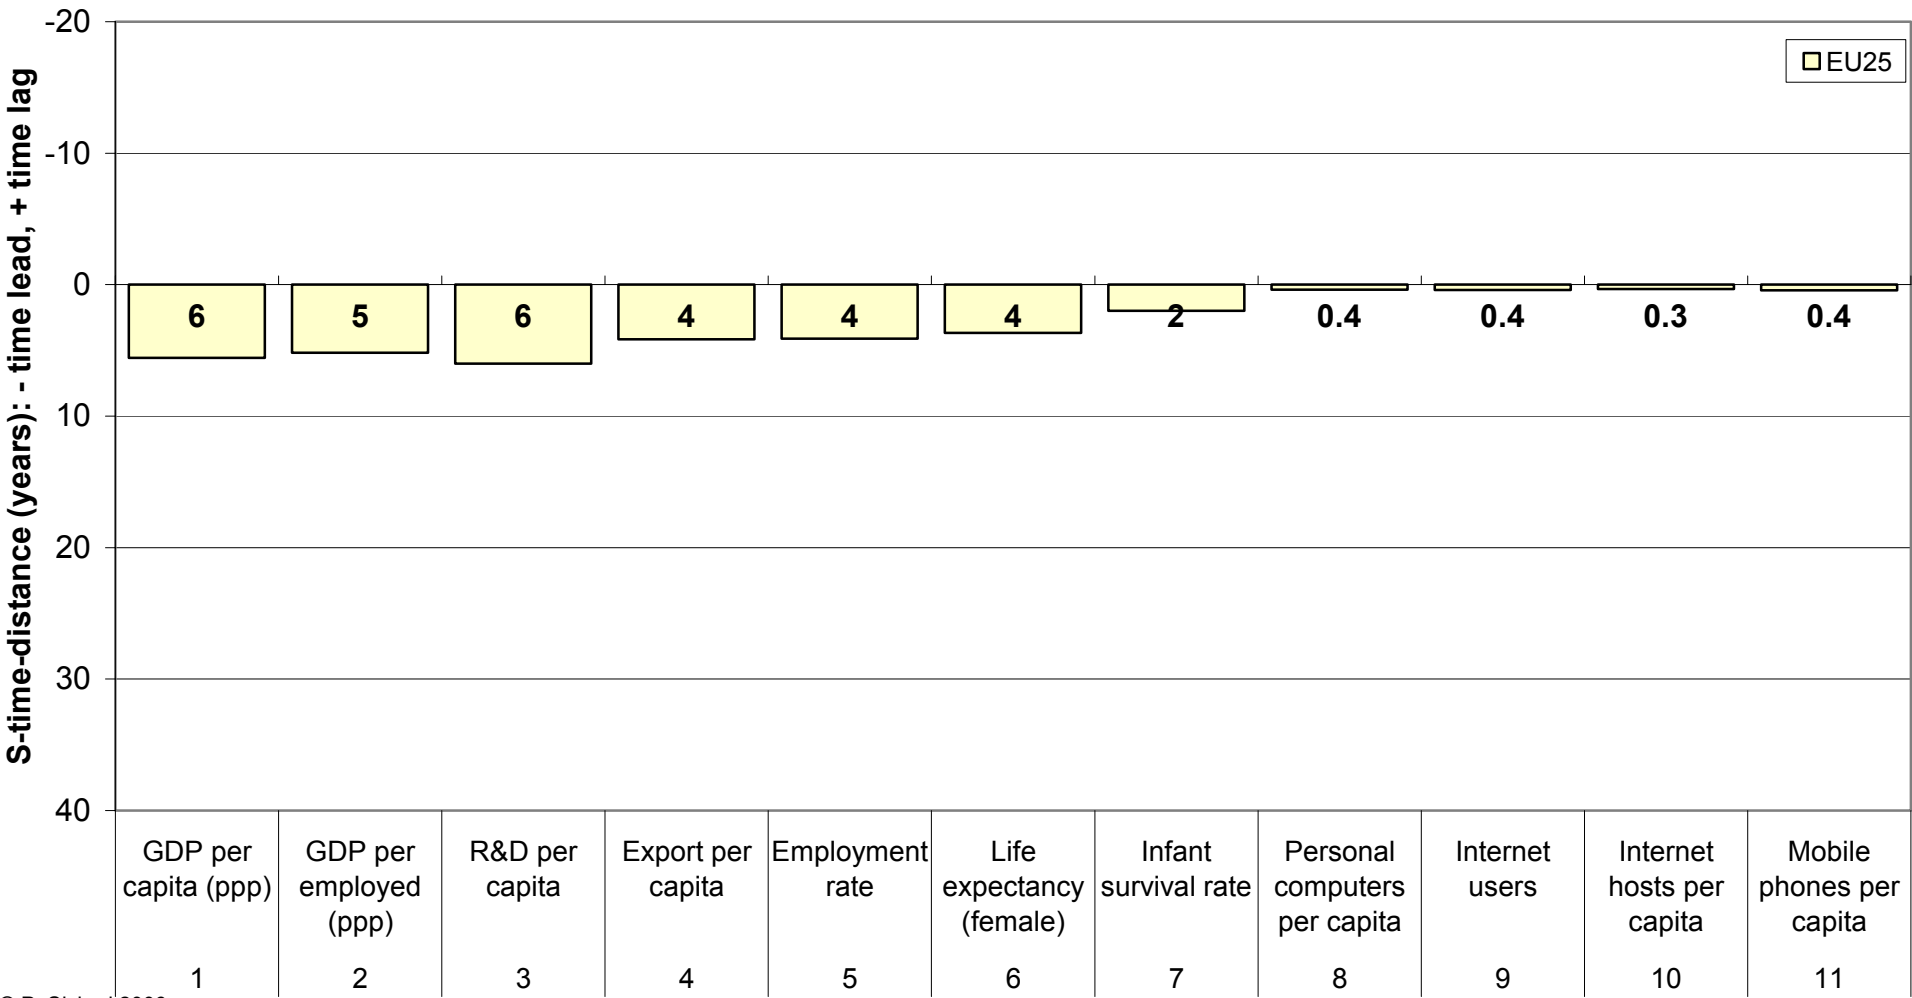 S-time-distance (years): - time lead, + time lag
-20
-10
0
10
20
30
40
EU25
6
5
6
4
4
4
2
0.4
0.4
0.3
0.4
GDP per
capita (ppp)
GDP per
employed
(ppp)
R&D per
capita
Export per
capita
Employment
rate
Life
expectancy
(female)
Infant
survival rate
Personal
computers
per capita
Internet
users
Internet
hosts per
capita
Mobile
phones per
capita
1
2
3
4
5
6
7
8
9
10
11